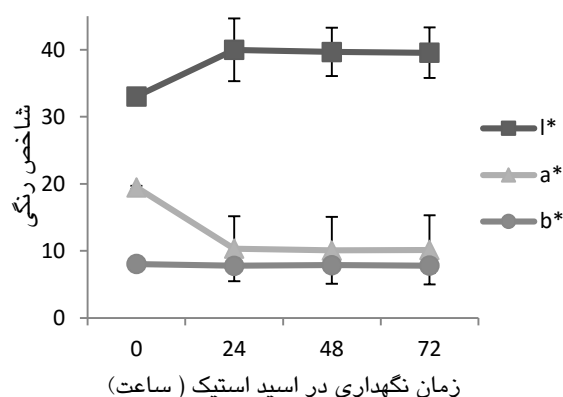 40
30
20
10
0
شاخص رنگی
l*
a*
b*
0 24 48 72
زمان نگهداری در اسید استیک ( ساعت)